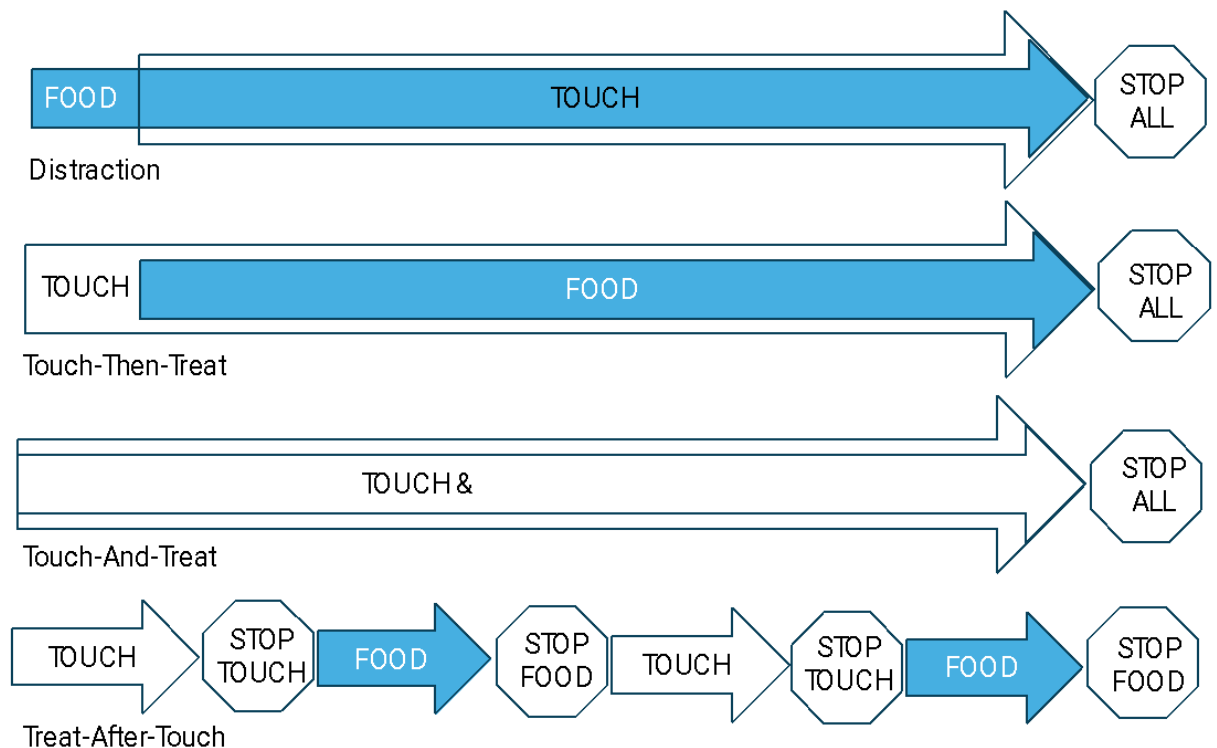 FOOD
TOUCH
STOP
ALL
Distraction
TOUCH
FOOD
STOP
ALL
Touch-Then-Treat
TOUCH &
STOP
ALL
Touch-And-Treat
TOUCH
STOP
TOUCH
FOOD
STOP
FOOD
TOUCH
STOP
TOUCH
FOOD
STOP
FOOD
Treat-After-Touch